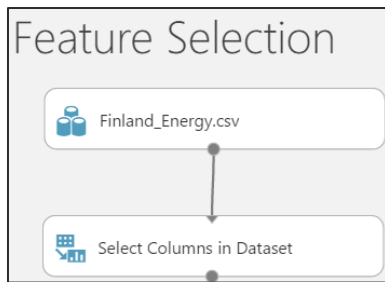 Feature Selection
Finland_Energy.csv
Select Columns in Dataset